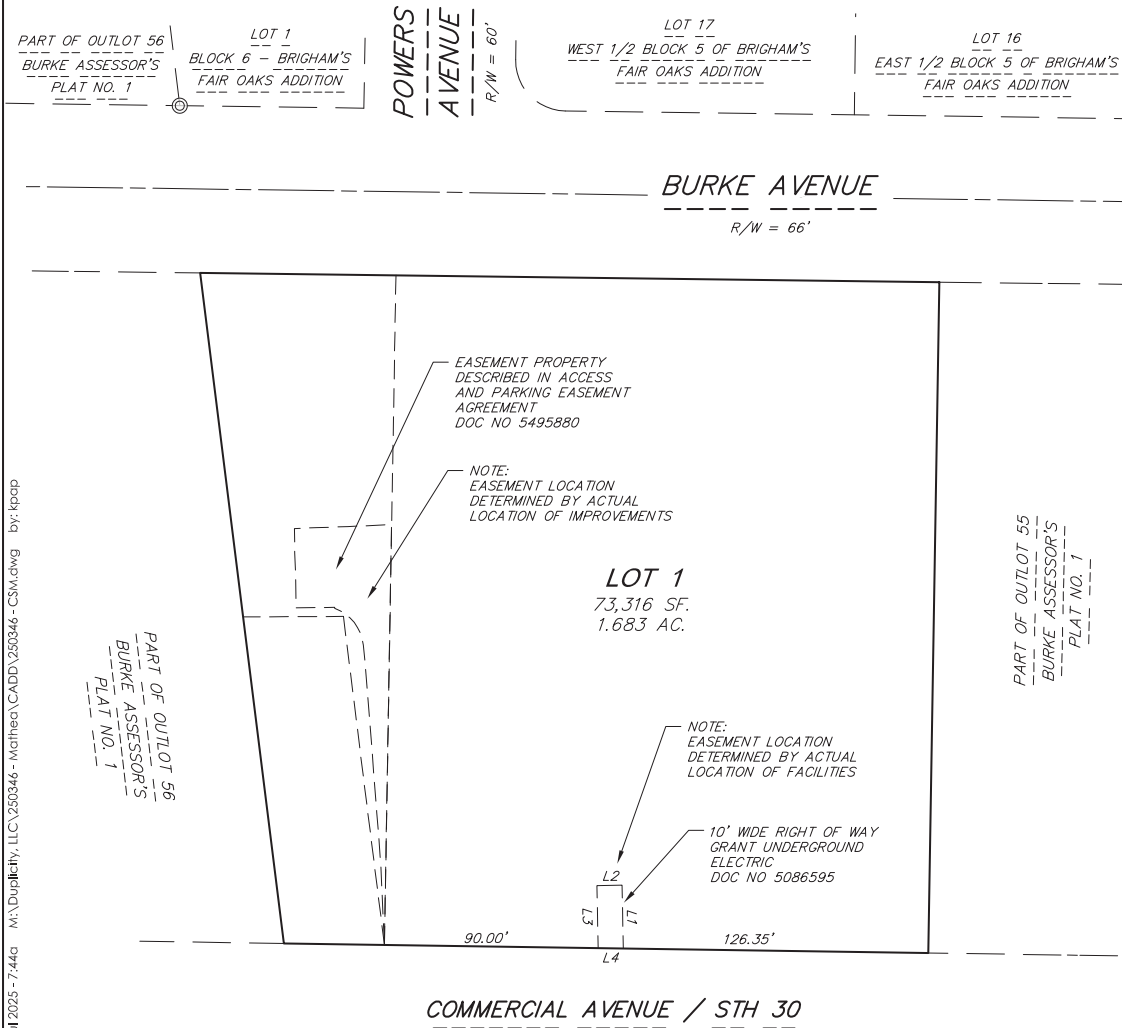 PART OF OUTLOT 56
BURKE ASSESSOR'S
PLAT NO. 1
LOT 1
BLOCK 6 - BRIGHAM'S
FAIR OAKS ADDITION
POWERS
AVENUE
R/W = 60'
LOT 17
WEST 1/2 BLOCK 5 OF BRIGHAM'S
FAIR OAKS ADDITION
LOT 16
EAST 1/2 BLOCK 5 OF BRIGHAM'S
FAIR OAKS ADDITION
BURKE AVENUE
R/W = 66'
EASEMENT PROPERTY
DESCRIBED IN ACCESS
AND PARKING EASEMENT
AGREEMENT
DOC NO 5495880
NOTE:
EASEMENT LOCATION
DETERMINED BY ACTUAL
LOCATION OF IMPROVEMENTS
LOT 1
73,316 SF.
1.683 AC.
PART OF OUTLOT 55
BURKE ASSESSOR'S
PLAT NO. 1
PART OF OUTLOT 56
BURKE ASSESSOR'S
PLAT NO. 1
NOTE:
EASEMENT LOCATION
DETERMINED BY ACTUAL
LOCATION OF FACILITIES
10' WIDE RIGHT OF WAY
GRANT UNDERGROUND
ELECTRIC
DOC NO 5086595
L2
L3
L1
90.00'
126.35'
L4
COMMERCIAL AVENUE / STH 30
2025 - 7:44a M:\Duplicity, LLC\250346 - Mathea\CADD\250346 - CSM.dwg by: kpap